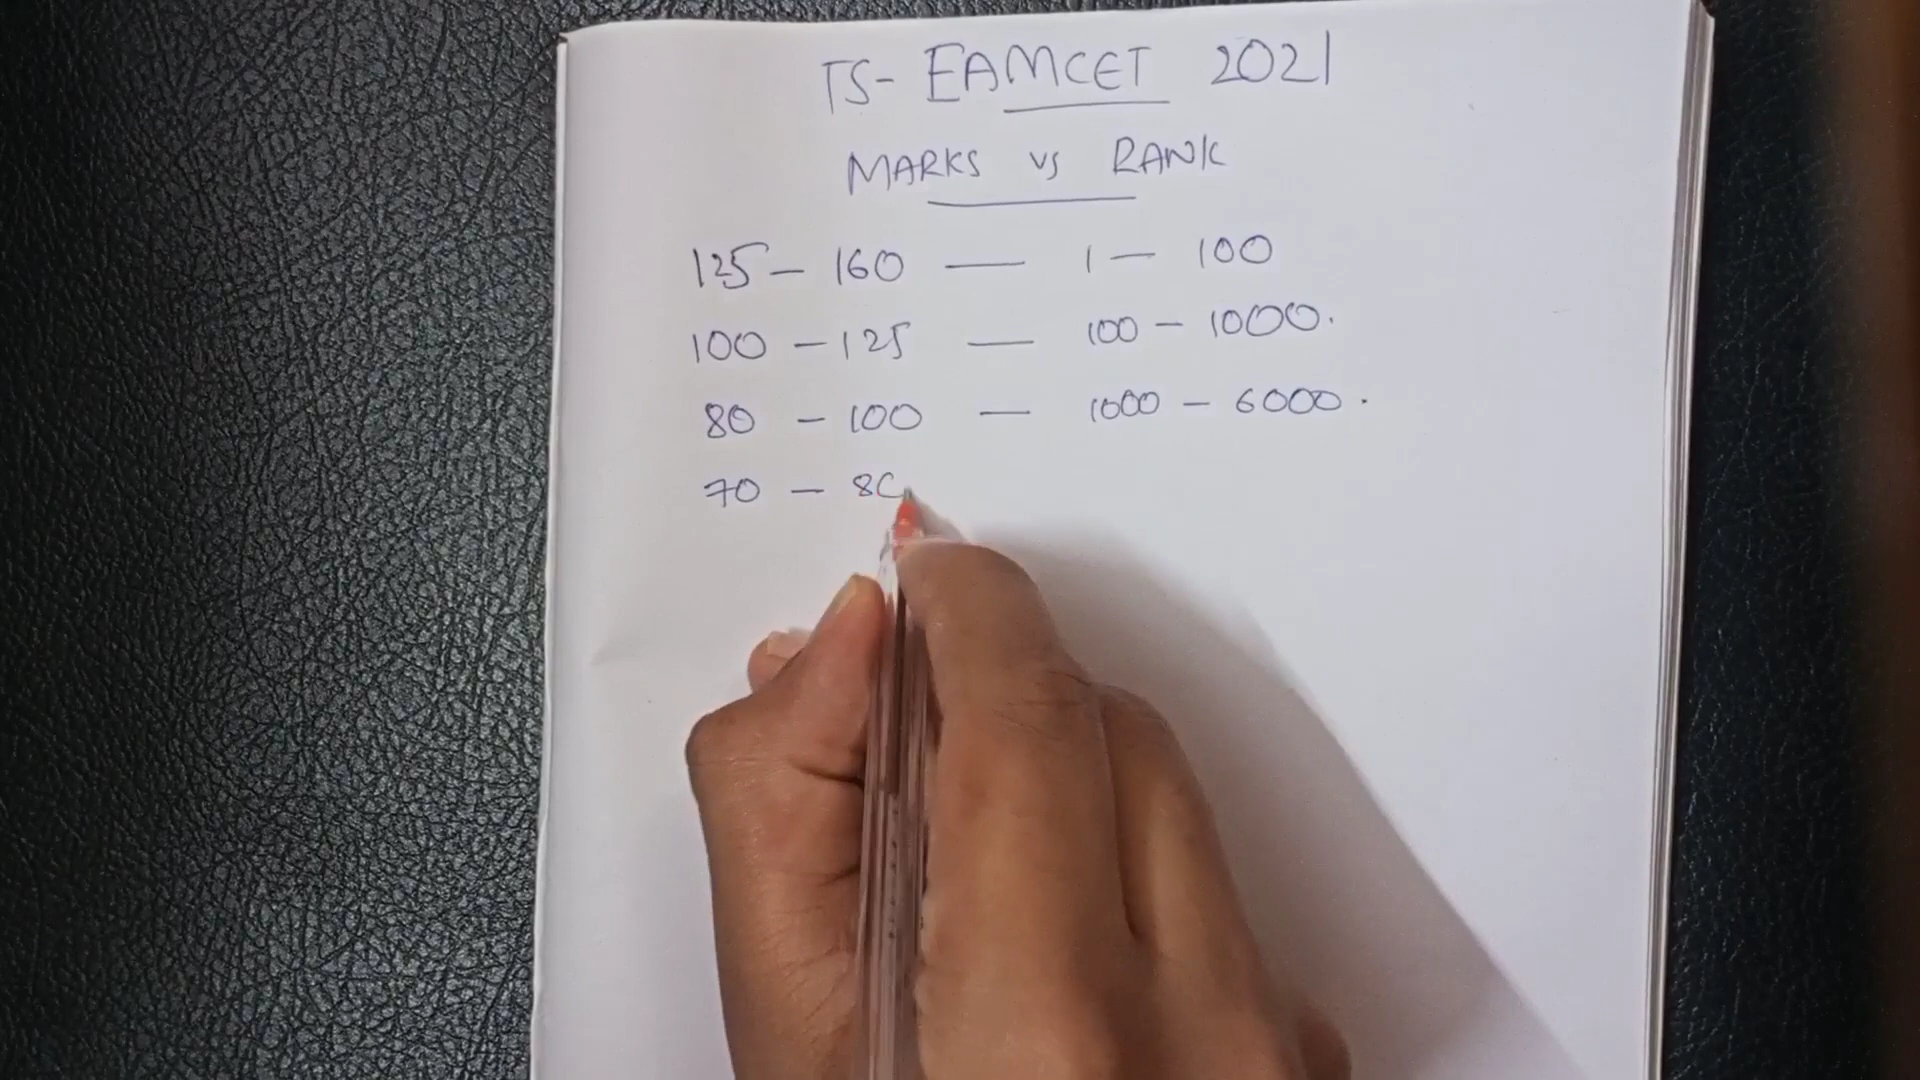 TS- EAMCET 2021
MARKS vs RANK
125 - 160 — 1 — 100
100 - 125 — 100 - 1000.
80 - 100 — 1000 - 6000.
70 - 80